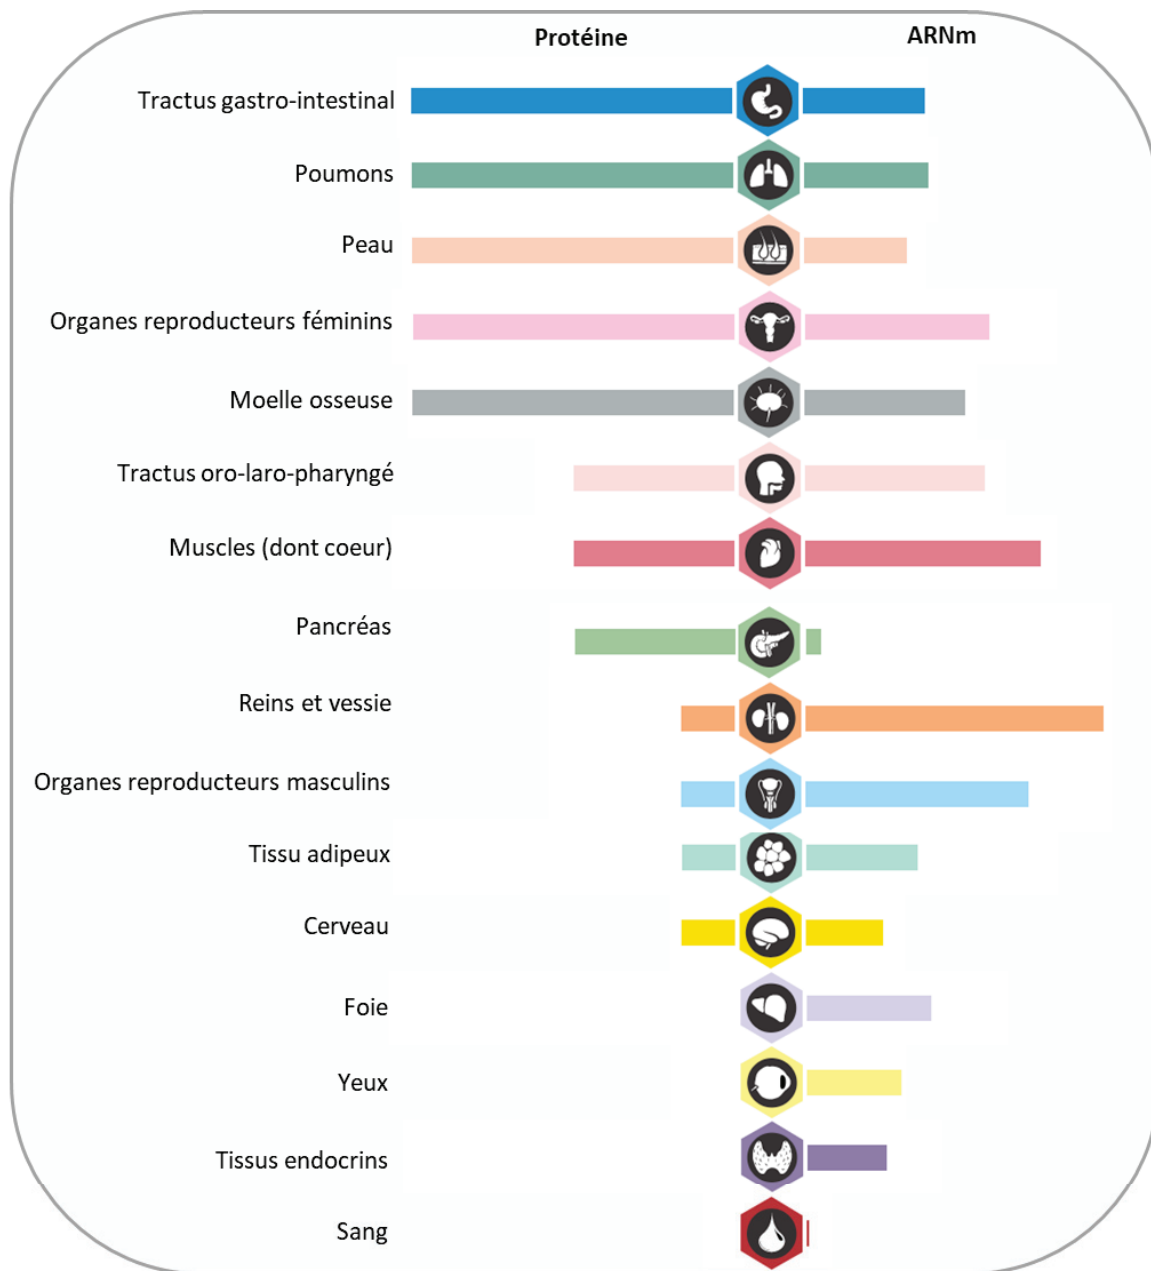 Protéine ARNm
Tractus gastro-intestinal
Poumons
Peau
Organes reproducteurs féminins
Moelle osseuse
Tractus oro-laro-pharyngé
Muscles (dont coeur)
Pancréas
Reins et vessie
Organes reproducteurs masculins
Tissu adipeux
Cerveau
Foie
Yeux
Tissus endocrins
Sang